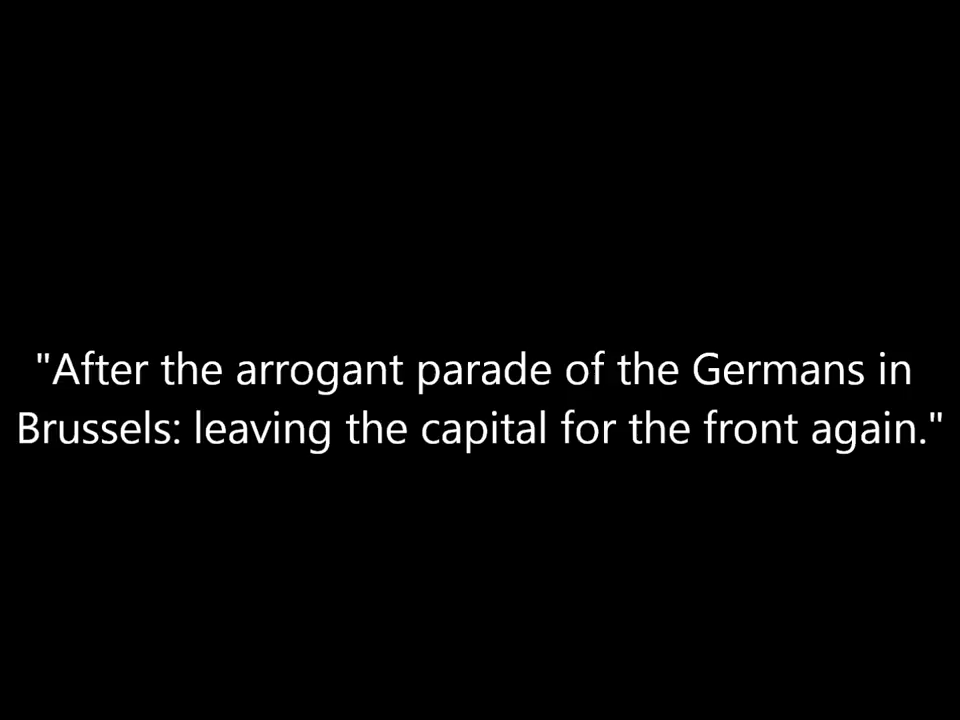 "After the arrogant parade of the Germans in
Brussels: leaving the capital for the front again."